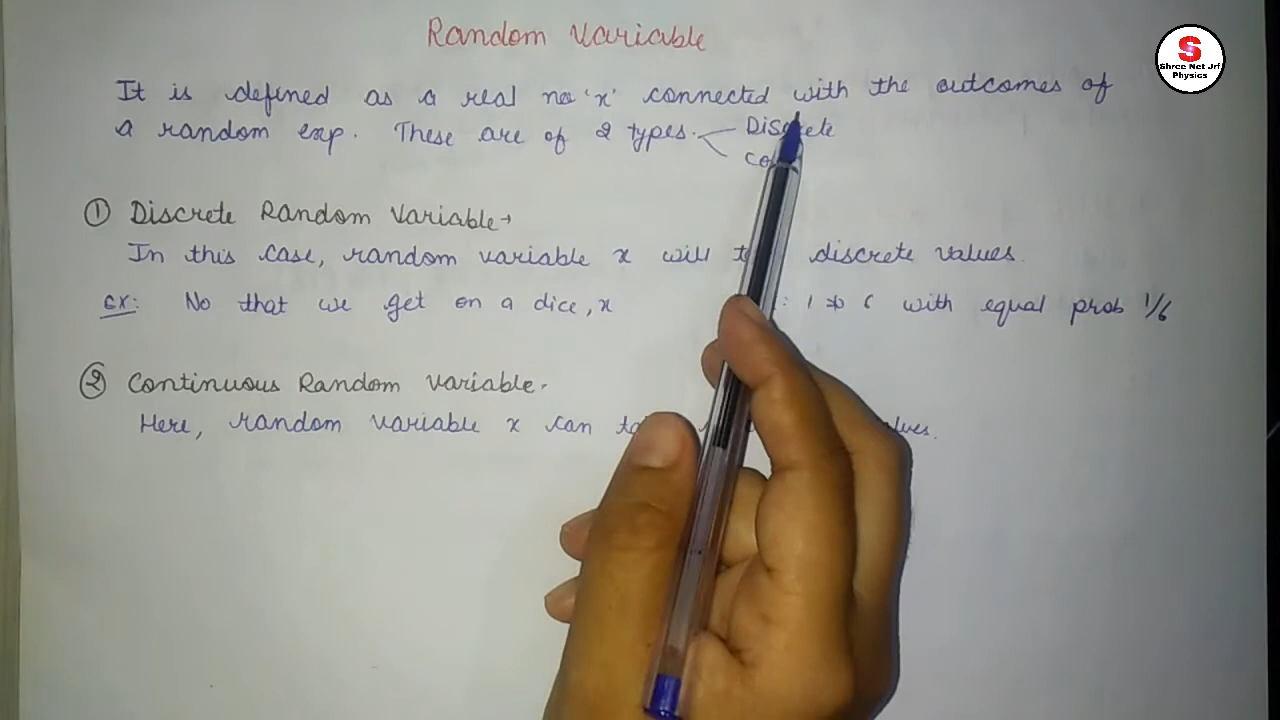 Random Variable
It is defined as a real no 'x' connected with the outcomes of
a random exp. These are of 2 types. Discrete
① Discrete Random Variable→
In this case, random variable x will discrete values.
ex: No that we get on a dice, x : 1 to 6 with equal prob 1/6
② Continuous Random Variable.
Here, random variable x can
S
Shree Net Jrf
Physics